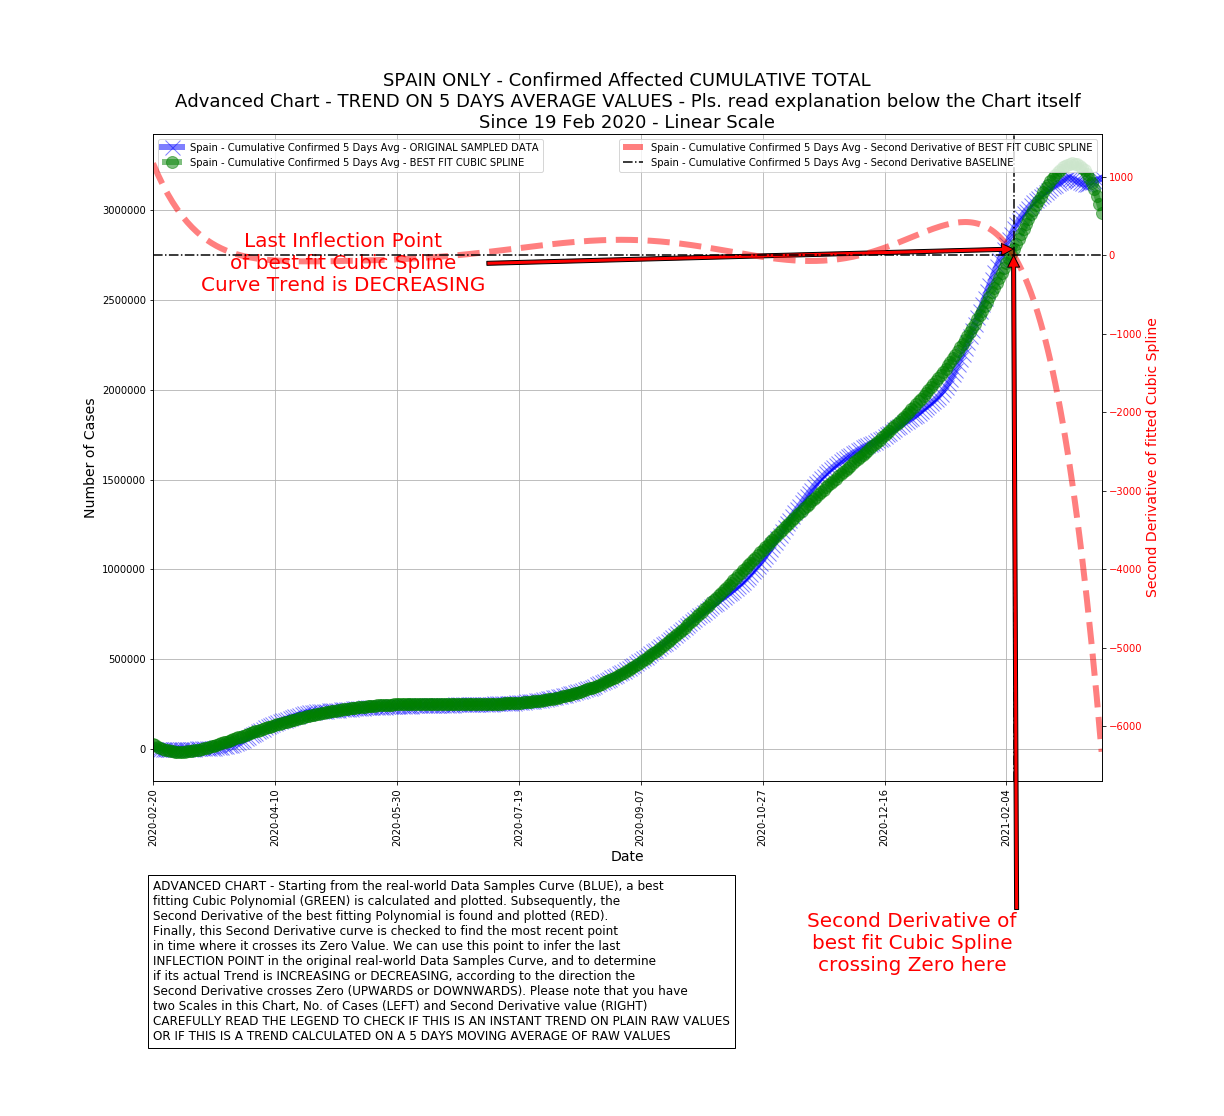 SPAIN ONLY - Confirmed Affected CUMULATIVE TOTAL
Advanced Chart - TREND ON 5 DAYS AVERAGE VALUES - Pls. read explanation below the Chart itself
Since 19 Feb 2020 - Linear Scale
Spain - Cumulative Confirmed 5 Days Avg - ORIGINAL SAMPLED DATA
Spain - Cumulative Confirmed 5 Days Avg - BEST FIT CUBIC SPLINE
Spain - Cumulative Confirmed 5 Days Avg - Second Derivative of BEST FIT CUBIC SPLINE
Spain - Cumulative Confirmed 5 Days Avg - Second Derivative BASELINE
Last Inflection Point
of best fit Cubic Spline
Curve Trend is DECREASING
Number of Cases
3000000
2500000
2000000
1500000
1000000
500000
0
1000
0
−1000
−2000
−3000
−4000
−5000
−6000
Second Derivative of fitted Cubic Spline
2020-02-20
2020-04-10
2020-05-30
2020-07-19
2020-09-07
2020-10-27
2020-12-16
2021-02-04
Date
Second Derivative of
best fit Cubic Spline
crossing Zero here
ADVANCED CHART - Starting from the real-world Data Samples Curve (BLUE), a best
fitting Cubic Polynomial (GREEN) is calculated and plotted. Subsequently, the
Second Derivative of the best fitting Polynomial is found and plotted (RED).
Finally, this Second Derivative curve is checked to find the most recent point
in time where it crosses its Zero Value. We can use this point to infer the last
INFLECTION POINT in the original real-world Data Samples Curve, and to determine
if its actual Trend is INCREASING or DECREASING, according to the direction the
Second Derivative crosses Zero (UPWARDS or DOWNWARDS). Please note that you have
two Scales in this Chart, No. of Cases (LEFT) and Second Derivative value (RIGHT)
CAREFULLY READ THE LEGEND TO CHECK IF THIS IS AN INSTANT TREND ON PLAIN RAW VALUES
OR IF THIS IS A TREND CALCULATED ON A 5 DAYS MOVING AVERAGE OF RAW VALUES